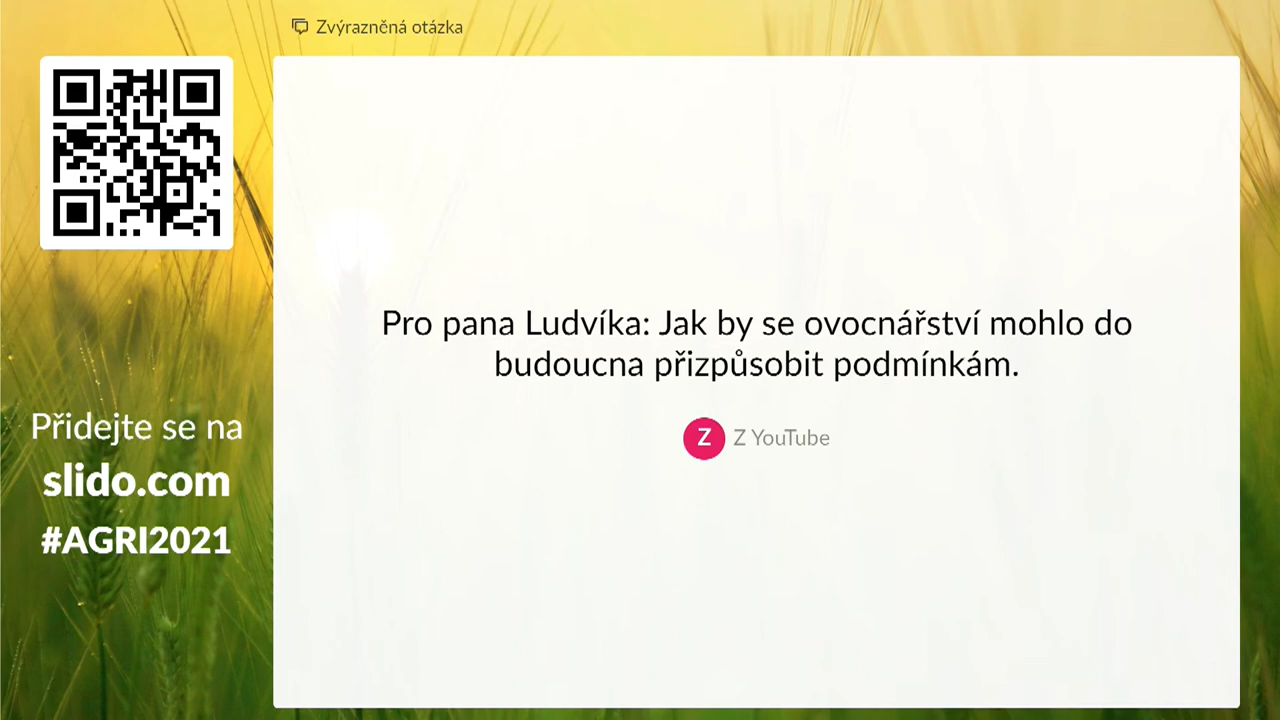 Zvýrazněná otázka
Pro pana Ludvíka: Jak by se ovocnářství mohlo do
budoucna přizpůsobit podmínkám.
Z
Z YouTube
Přidejte se na
slido.com
#AGRI2021